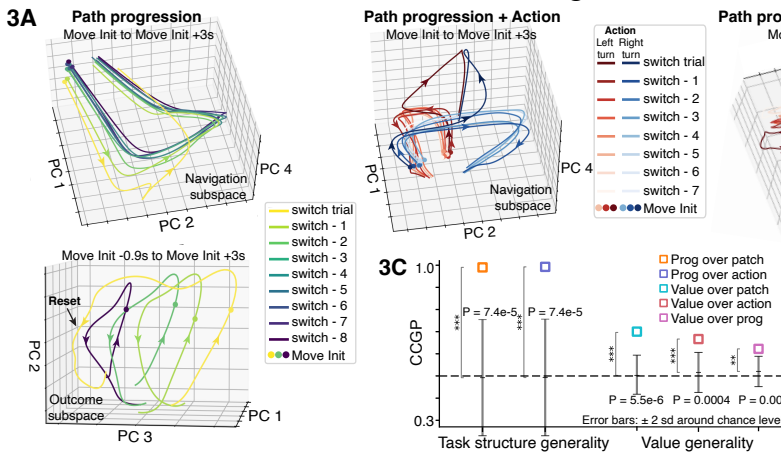 3A
Path progression
Move Init to Move Init +3s
PC 1
PC 2
PC 4
Navigation
subspace
Path progression + Action
Move Init to Move Init +3s
PC 1
PC 2
PC 4
Navigation
subspace
Action
Left Right
turn turn
switch trial
switch - 1
switch - 2
switch - 3
switch - 4
switch - 5
switch - 6
switch - 7
Move Init
Path pro
Mo
switch trial
switch - 1
switch - 2
switch - 3
switch - 4
switch - 5
switch - 6
switch - 7
switch - 8
Move Init
Move Init -0.9s to Move Init +3s
Reset
PC 2
Outcome
subspace
PC 3
PC 1
3C
CCGP
1.0
0.3
Prog over patch
Prog over action
Value over patch
Value over action
Value over prog
*** P = 7.4e-5
*** P = 7.4e-5
*** *** **
P = 5.5e-6 P = 0.0004 P = 0.00
Error bars: ± 2 sd around chance leve
Task structure generality Value generality